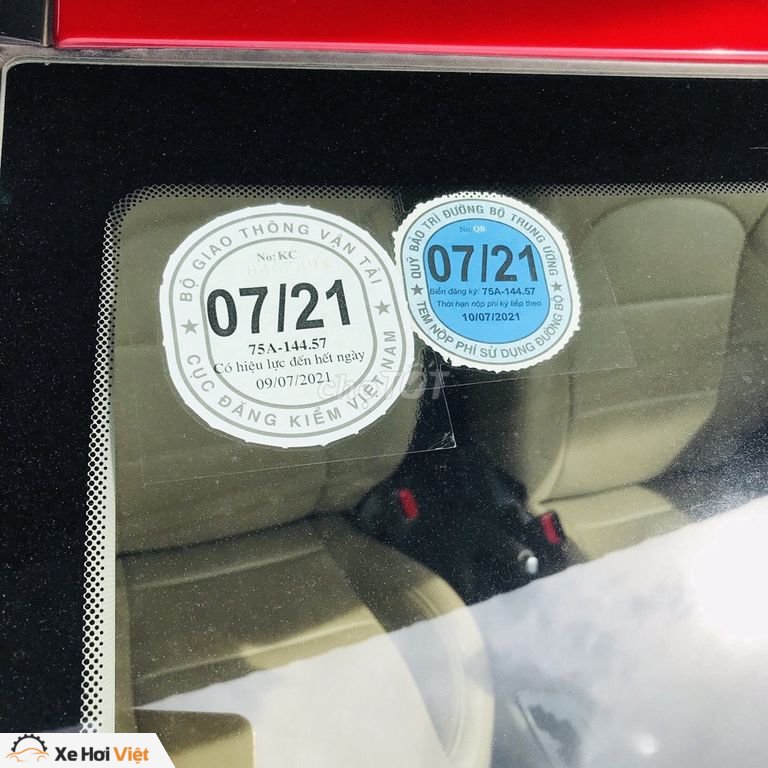 BỘ GIAO THÔNG VẬN TẢI
No: KC
07/21
75A-144.57
Có hiệu lực đến hết ngày
09/07/2021
CỤC ĐĂNG KIỂM VIỆT NAM
QUỸ BẢO TRÌ ĐƯỜNG BỘ TRUNG ƯƠNG
No: QB
07/21
Biển đăng ký: 75A-144.57
Thời hạn nộp phí kỳ tiếp theo
10/07/2021
TEM NỘP PHÍ SỬ DỤNG ĐƯỜNG BỘ
chợTỐT
Xe Hơi Việt